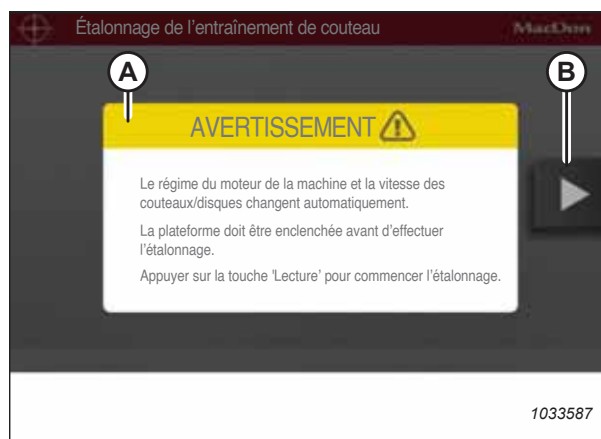 Étalonnage de l'entraînement de couteau
MacDon
A
B
AVERTISSEMENT
Le régime du moteur de la machine et la vitesse des
couteaux/disques changent automatiquement.
La plateforme doit être enclenchée avant d'effectuer
l'étalonnage.
Appuyer sur la touche 'Lecture' pour commencer l'étalonnage.
1033587